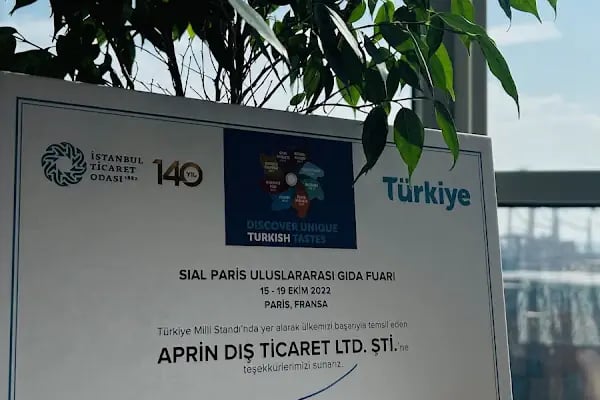 İSTANBUL
TİCARET
ODASI 1882
140 YIL
DISCOVER UNIQUE
TURKISH TASTES
Türkiye
SIAL PARİS ULUSLARARASI GIDA FUARI
15 - 19 EKİM 2022
PARİS, FRANSA
Türkiye Milli Standı'nda yer alarak ülkemizi başarıyla temsil eden
APRİN DIŞ TİCARET LTD. ŞTİ.'ne
teşekkürlerimizi sunarız.